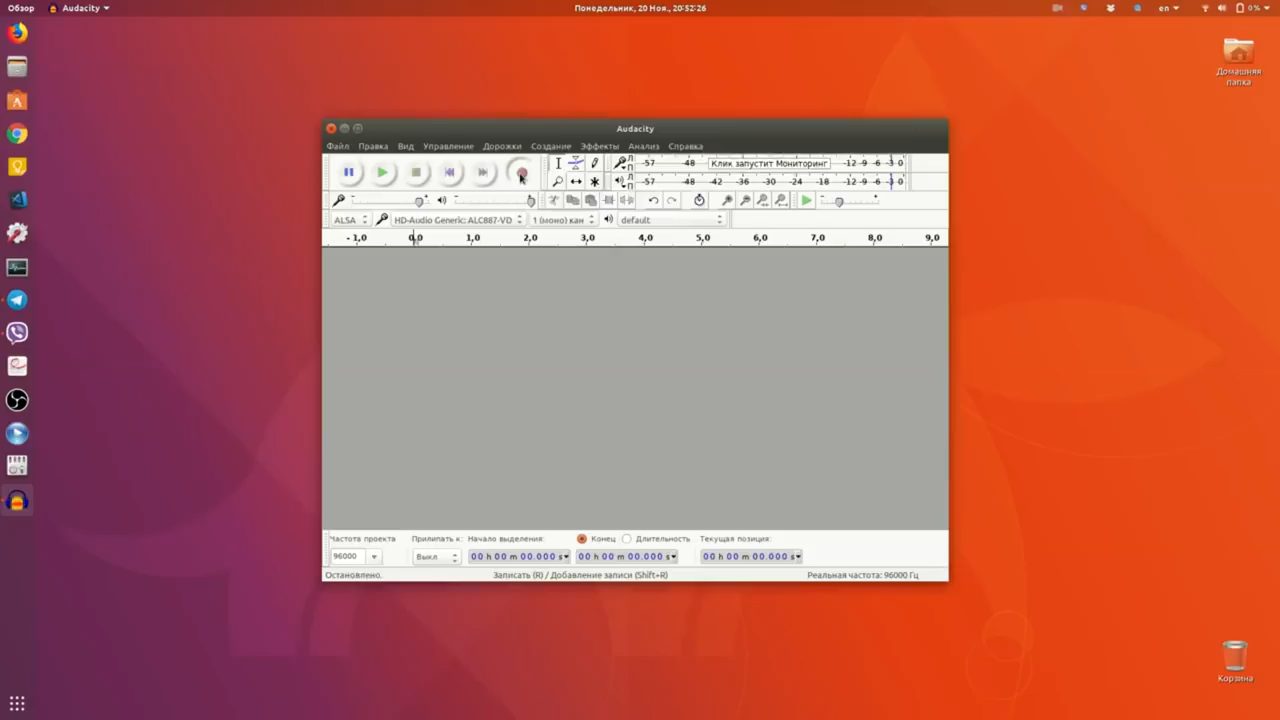 Обзор Audacity Понедельник, 20 Ноя., 20:52:26 en 0 %
Домашняя
папка
Audacity
Файл Правка Вид Управление Дорожки Создание Эффекты Анализ Справка
Л -57 -48 Клик запустит Мониторинг -12 -9 -6 -3 0
П
Л -57 -48 -42 -36 -30 -24 -18 -12 -9 -6 -3 0
П
- + - + - +
ALSA HD-Audio Generic: ALC887-VD 1 (моно) кан default
- 1,0 0,0 1,0 2,0 3,0 4,0 5,0 6,0 7,0 8,0 9,0
Частота проекта Прилипать к: Начало выделения: Конец Длительность Текущая позиция:
96000 Выкл 00 h 00 m 00.000 s 00 h 00 m 00.000 s 00 h 00 m 00.000 s
Остановлено. Записать (R) / Добавление записи (Shift+R) Реальная частота: 96000 Гц
Корзина